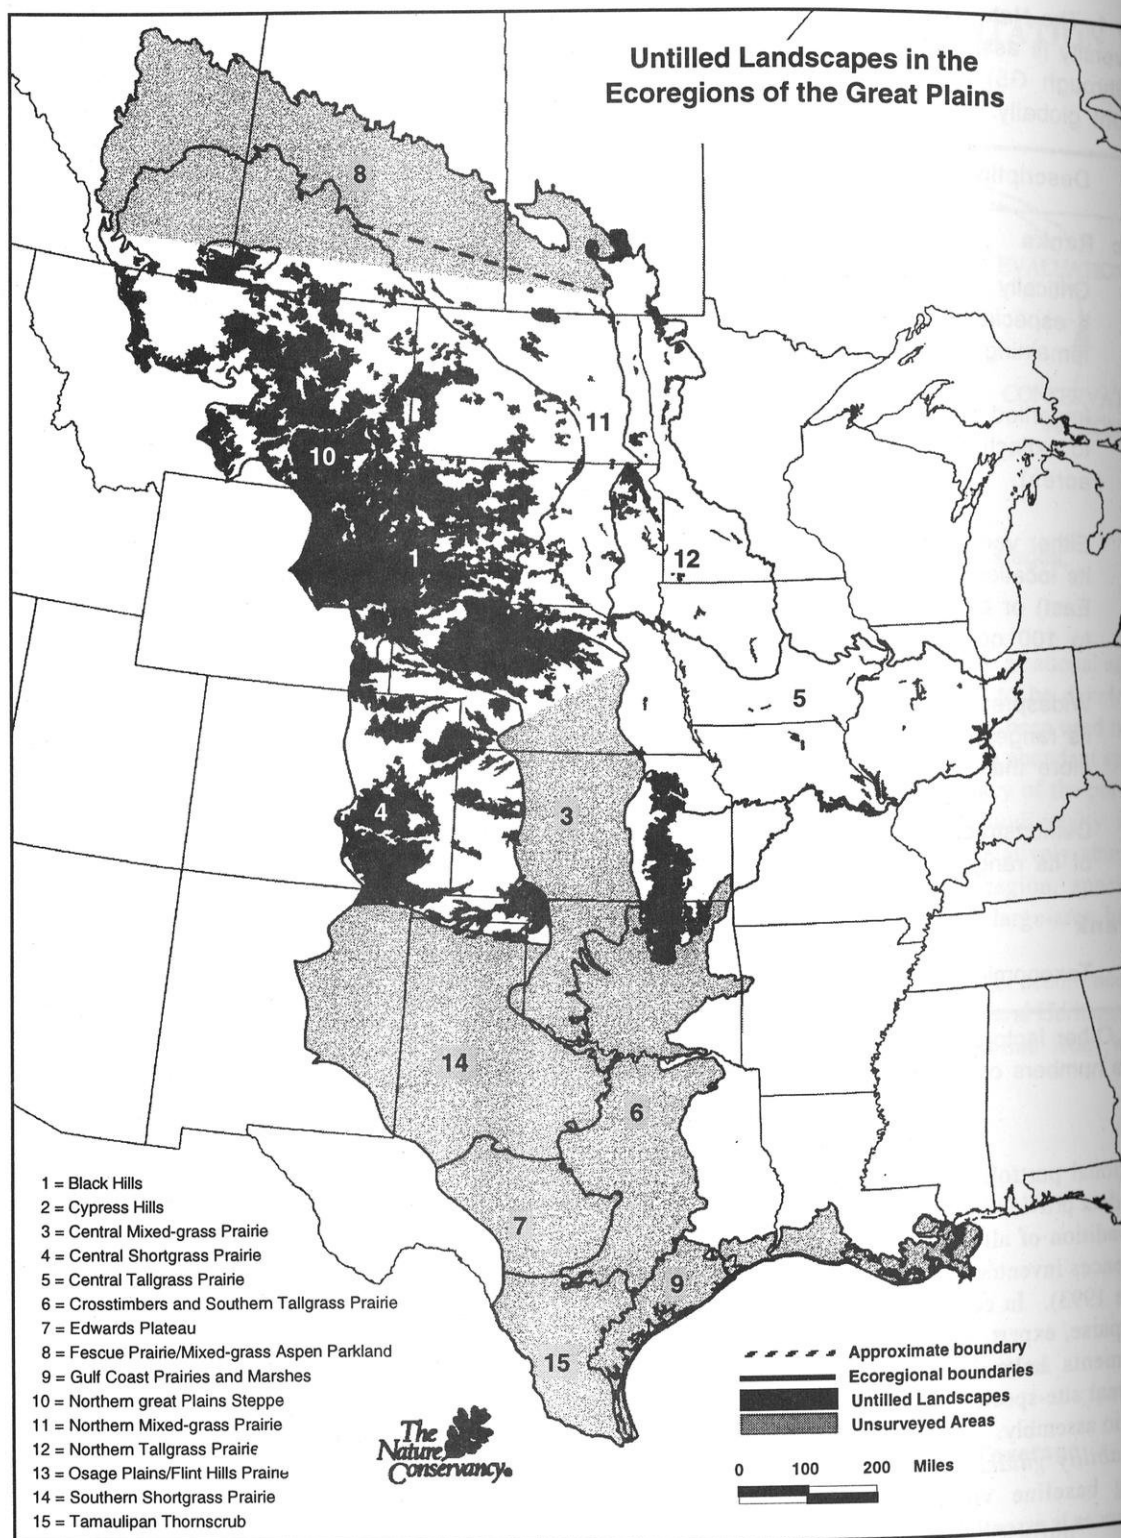 Untilled Landscapes in the
Ecoregions of the Great Plains
8
11
10
1
12
5
3
4
14
6
7
9
15
1 = Black Hills
2 = Cypress Hills
3 = Central Mixed-grass Prairie
4 = Central Shortgrass Prairie
5 = Central Tallgrass Prairie
6 = Crosstimbers and Southern Tallgrass Prairie
7 = Edwards Plateau
8 = Fescue Prairie/Mixed-grass Aspen Parkland
9 = Gulf Coast Prairies and Marshes
10 = Northern great Plains Steppe
11 = Northern Mixed-grass Prairie
12 = Northern Tallgrass Prairie
13 = Osage Plains/Flint Hills Prairie
14 = Southern Shortgrass Prairie
15 = Tamaulipan Thornscrub
The
Nature
Conservancy®
Approximate boundary
Ecoregional boundaries
Untilled Landscapes
Unsurveyed Areas
0 100 200 Miles